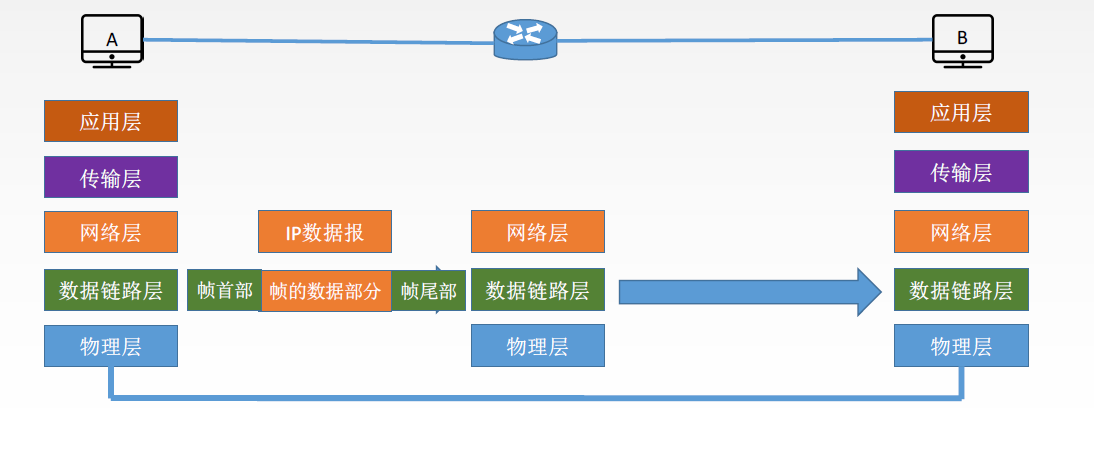 A
B
应用层
应用层
传输层
传输层
网络层
IP数据报
网络层
网络层
数据链路层
帧首部
帧的数据部分
帧尾部
数据链路层
数据链路层
物理层
物理层
物理层